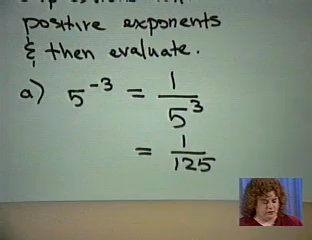 positive exponents
& then evaluate.
a) 5^-3 = 1/5^3
= 1/125